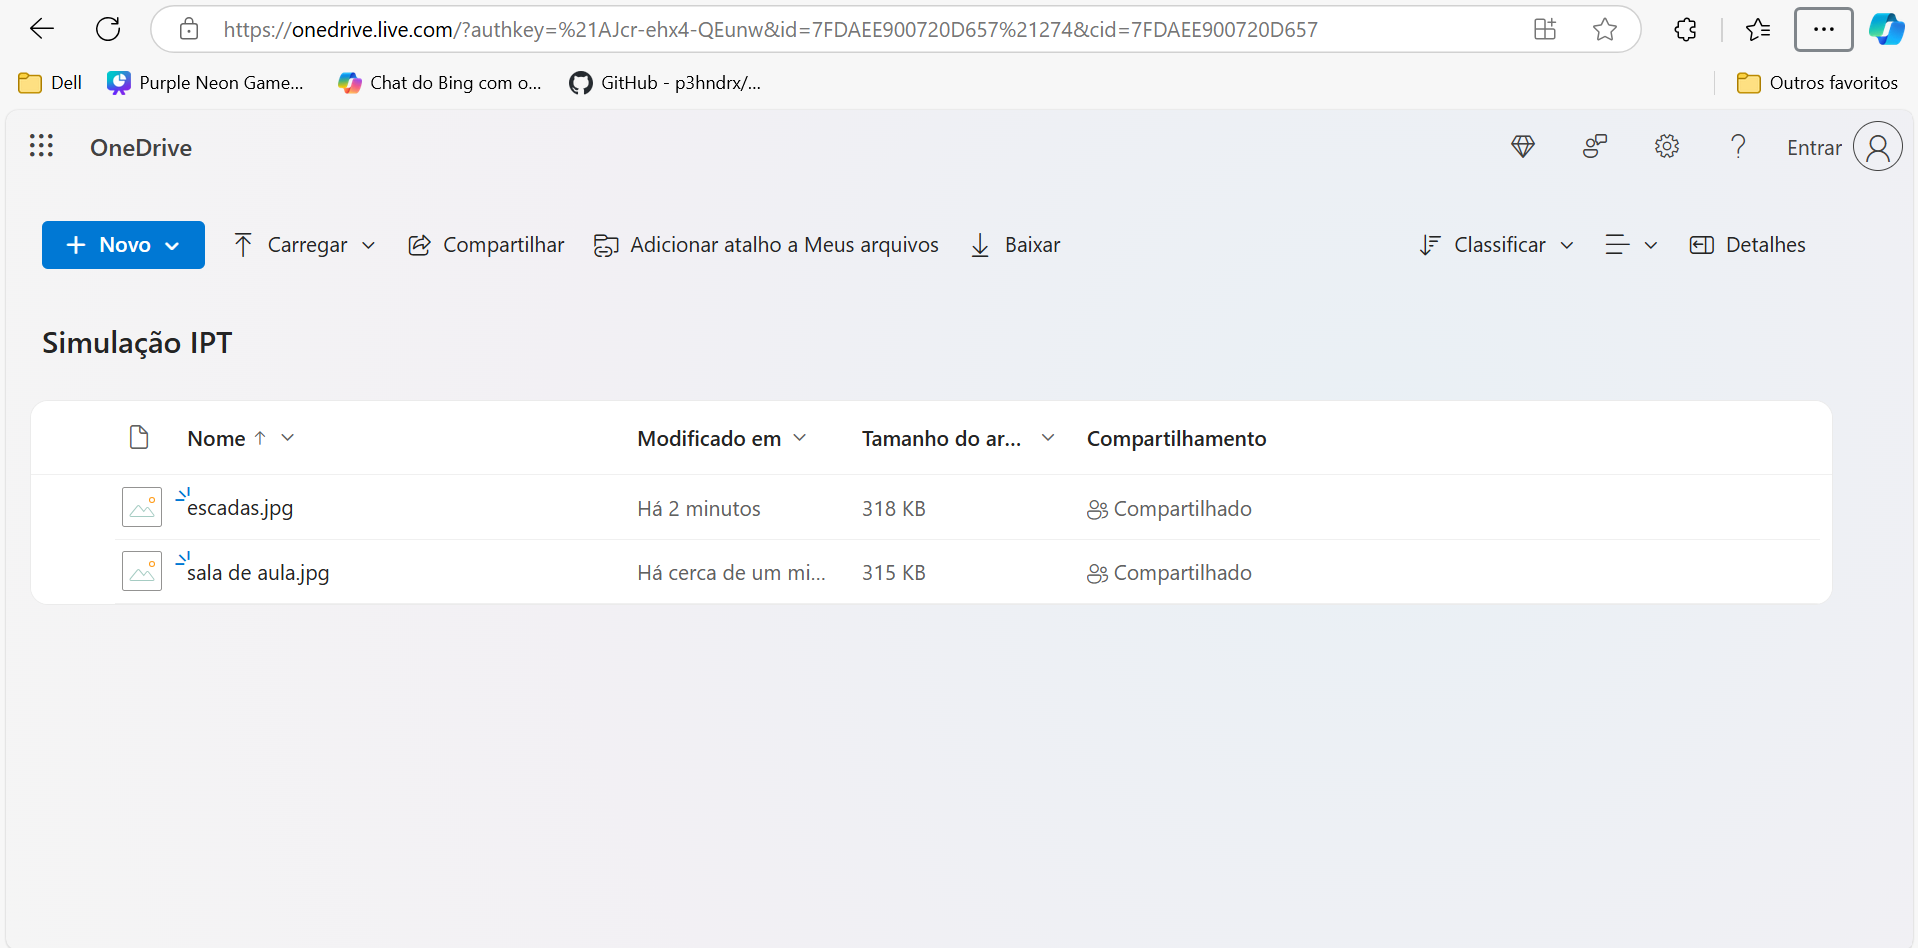 https://onedrive.live.com/?authkey=%21AJcr-ehx4-QEunw&id=7FDAEE900720D657%21274&cid=7FDAEE900720D657
Dell Purple Neon Game... Chat do Bing com o... GitHub - p3hndrx/... Outros favoritos
OneDrive Entrar
Novo Carregar Compartilhar Adicionar atalho a Meus arquivos Baixar Classificar Detalhes
Simulação IPT
Nome Modificado em Tamanho do ar... Compartilhamento
escadas.jpg Há 2 minutos 318 KB Compartilhado
sala de aula.jpg Há cerca de um mi... 315 KB Compartilhado